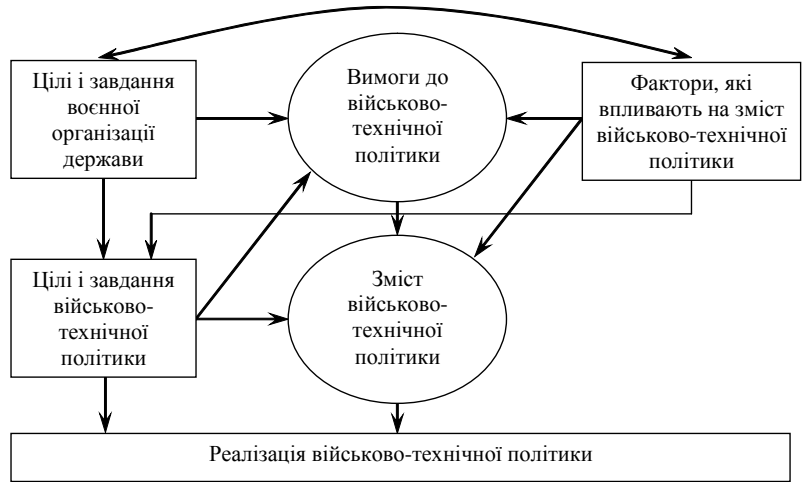 Цілі і завдання
воєнної
організації
держави
Вимоги до
військово-
технічної
політики
Фактори, які
впливають на зміст
військово-технічної
політики
Цілі і завдання
військово-
технічної
політики
Зміст
військово-
технічної
політики
Реалізація військово-технічної політики